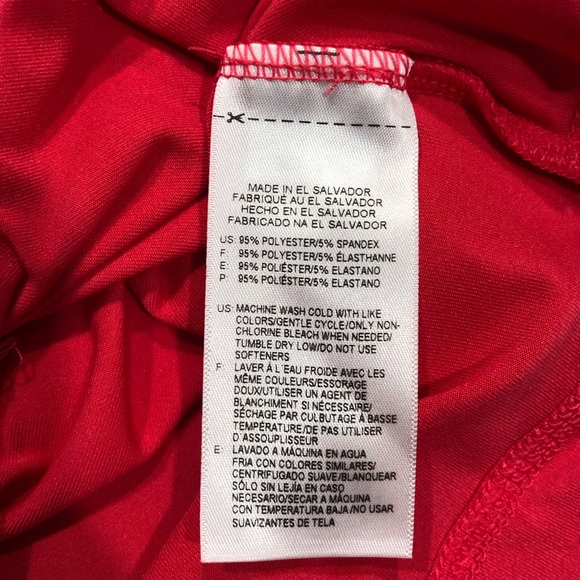 MADE IN EL SALVADOR
FABRIQUÉ AU EL SALVADOR
HECHO EN EL SALVADOR
FABRICADO NA EL SALVADOR
US: 95% POLYESTER/5% SPANDEX
F: 95% POLYESTER/5% ÉLASTHANNE
E: 95% POLIÉSTER/5% ELASTANO
P: 95% POLIÉSTER/5% ELASTANO
US: MACHINE WASH COLD WITH LIKE
COLORS/GENTLE CYCLE/ONLY NON-
CHLORINE BLEACH WHEN NEEDED/
TUMBLE DRY LOW/DO NOT USE
SOFTENERS
F: LAVER À L'EAU FROIDE AVEC LES
MÊME COULEURS/ESSORAGE
DOUX/UTILISER UN AGENT DE
BLANCHIMENT SI NÉCESSAIRE/
SÉCHAGE PAR CULBUTAGE À BASSE
TEMPÉRATURE/DE PAS UTILISER
D'ASSOUPLISSEUR
E: LAVADO A MÁQUINA EN AGUA
FRIA CON COLORES SIMILARES/
CENTRIFUGADO SUAVE/BLANQUEAR
SÓLO SIN LEJÍA EN CASO
NECESARIO/SECAR A MÁQUINA
CON TEMPERATURA BAJA/NO USAR
SUAVIZANTES DE TELA